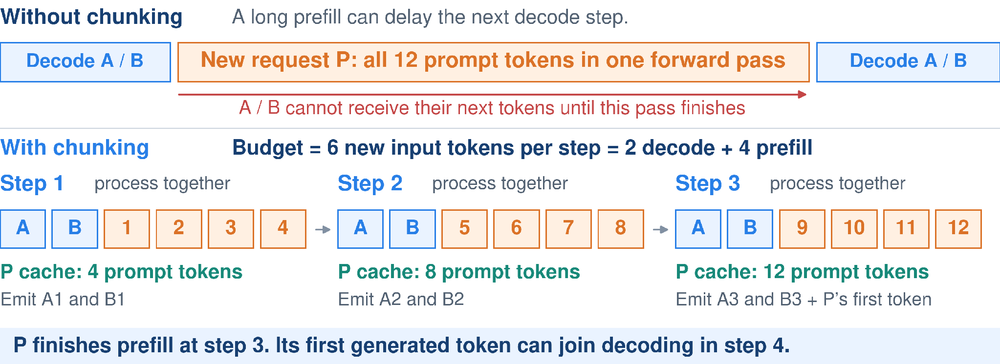 Without chunking A long prefill can delay the next decode step.
Decode A / B New request P: all 12 prompt tokens in one forward pass Decode A / B
A / B cannot receive their next tokens until this pass finishes
With chunking Budget = 6 new input tokens per step = 2 decode + 4 prefill
Step 1 process together Step 2 process together Step 3 process together
A B 1 2 3 4 A B 5 6 7 8 A B 9 10 11 12
P cache: 4 prompt tokens P cache: 8 prompt tokens P cache: 12 prompt tokens
Emit A1 and B1 Emit A2 and B2 Emit A3 and B3 + P’s first token
P finishes prefill at step 3. Its first generated token can join decoding in step 4.